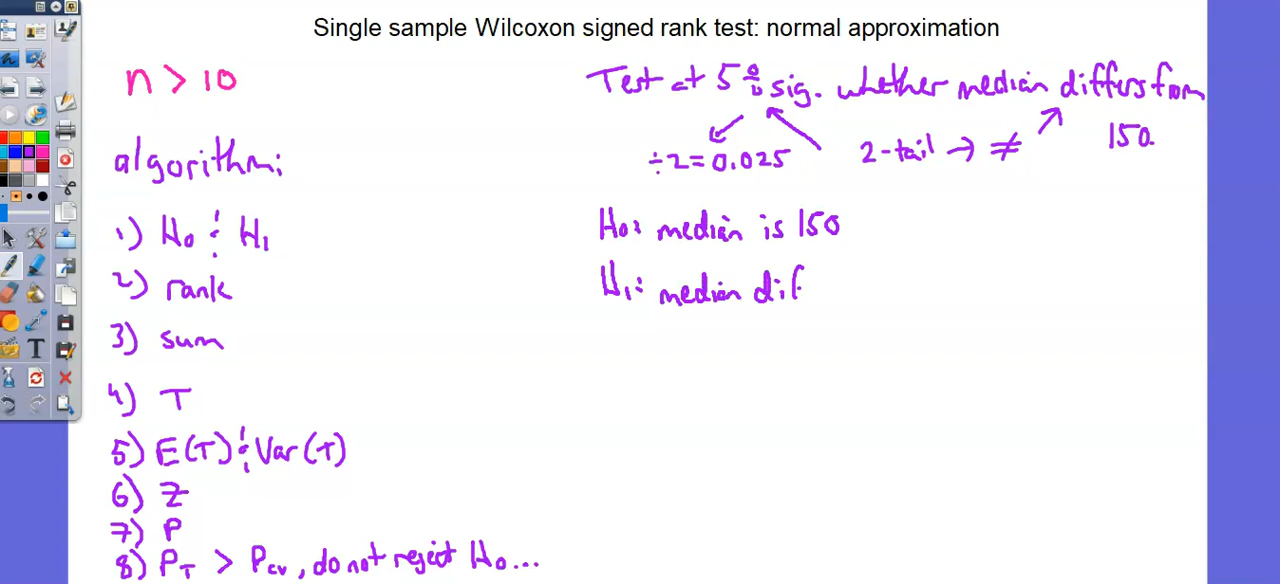 Single sample Wilcoxon signed rank test: normal approximation
n > 10
algorithm:
1) H₀ & H₁
2) rank
3) sum
4) T
5) E(T) & Var(T)
6) Z
7) P
8) P_T > P_cv, do not reject H₀...
Test at 5% sig. whether median differs from
150.
÷2=0.025
2-tail → ≠
H₀: median is 150
H₁: median dif